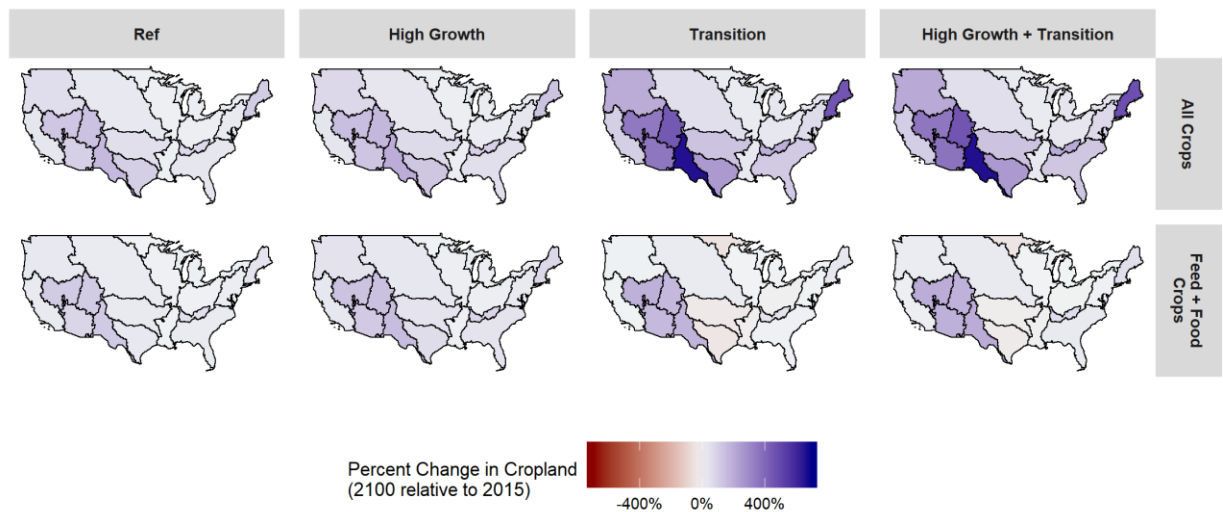 Ref
High Growth
Transition
High Growth + Transition
All Crops
Feed + Food
Crops
Percent Change in Cropland
(2100 relative to 2015)
-400%
0%
400%